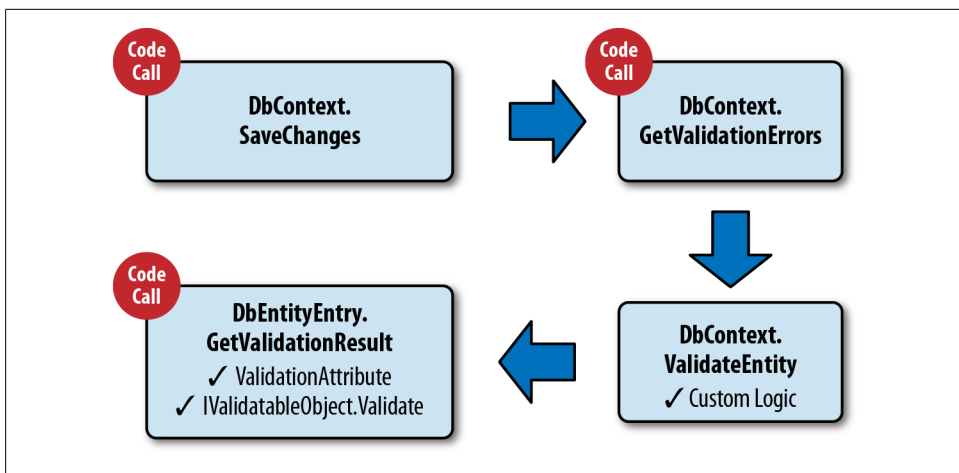 Code
Call
DbContext.
SaveChanges
Code
Call
DbContext.
GetValidationErrors
Code
Call
DbEntityEntry.
GetValidationResult
✓ ValidationAttribute
✓ IValidatableObject.Validate
DbContext.
ValidateEntity
✓ Custom Logic